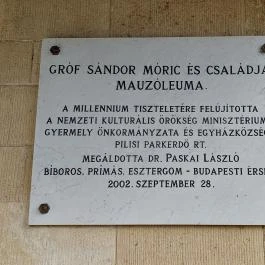 GRÓF SÁNDOR MÓRIC ÉS CSALÁDJA
MAUZÓLEUMA.
A MILLENNIUM TISZTELETÉRE FELÚJÍTOTTA
A NEMZETI KULTURÁLIS ÖRÖKSÉG MINISZTÉRIUM
GYERMELY ÖNKORMÁNYZATA ÉS EGYHÁZKÖZSÉG
PILISI PARKERDŐ RT.
MEGÁLDOTTA DR. PASKAI LÁSZLÓ
BÍBOROS, PRÍMÁS, ESZTERGOM - BUDAPESTI ÉRS
2002. SZEPTEMBER 28.